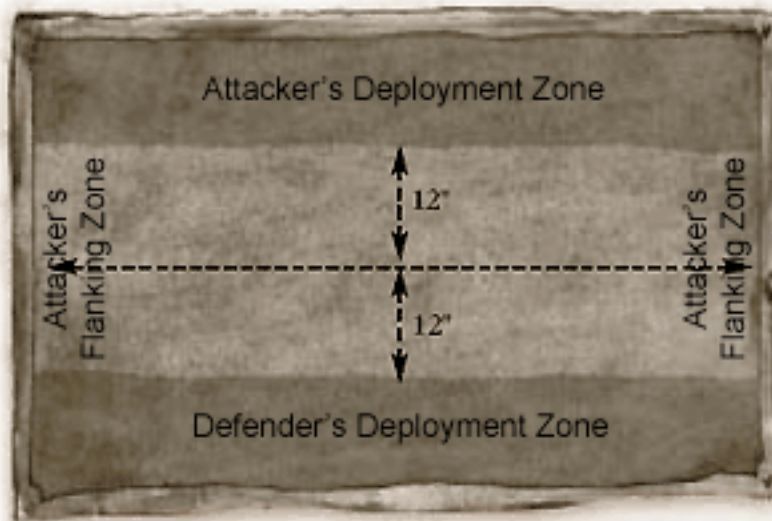 Attacker's Deployment Zone
12"
Attacker's
Flanking Zone
Attacker's
Flanking Zone
12"
Defender's Deployment Zone